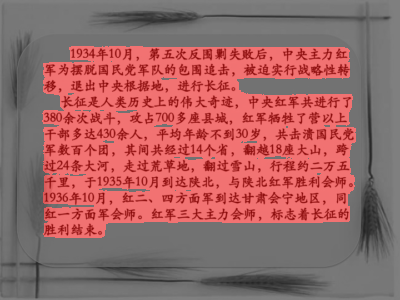 1934年10月，第五次反围剿失败后，中央主力红
军为摆脱国民党军队的包围追击，被迫实行战略性转
移，退出中央根据地，进行长征。
长征是人类历史上的伟大奇迹，中央红军共进行了
380余次战斗，攻占700多座县城，红军牺牲了营以上
干部多达430余人，平均年龄不到30岁，共击溃国民党
军数百个团，其间共经过14个省，翻越18座大山，跨
过24条大河，走过荒草地，翻过雪山，行程约二万五
千里，于1935年10月到达陕北，与陕北红军胜利会师。
1936年10月，红二、四方面军到达甘肃会宁地区，同
红一方面军会师。红军三大主力会师，标志着长征的
胜利结束。